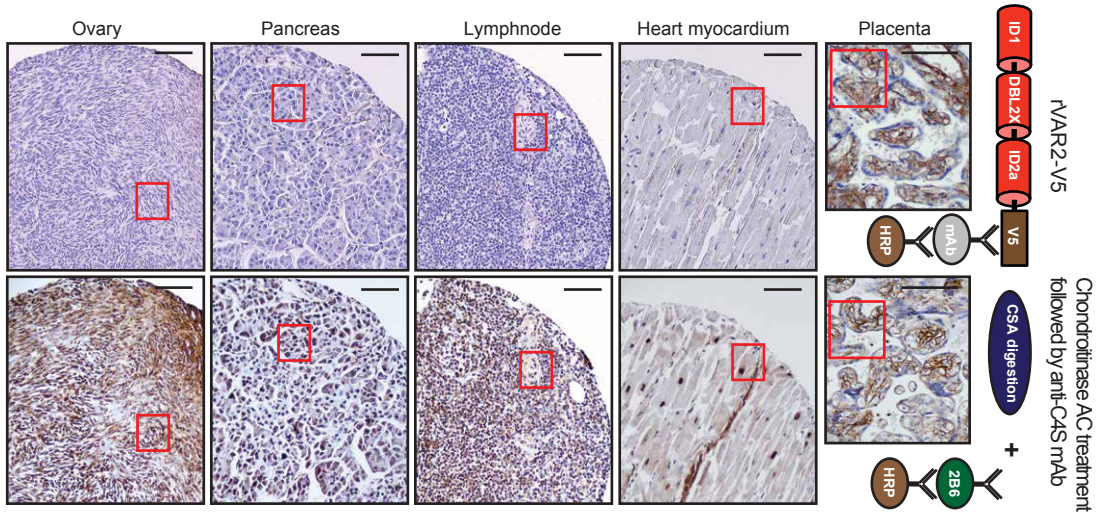 Ovary
Pancreas
Lymphnode
Heart myocardium
Placenta
rVAR2-V5
ID1
DBL2X
ID2a
V5
mAb
HRP
Chondroitinase AC treatment
followed by anti-C4S mAb
CSA digestion
+
2B6
HRP